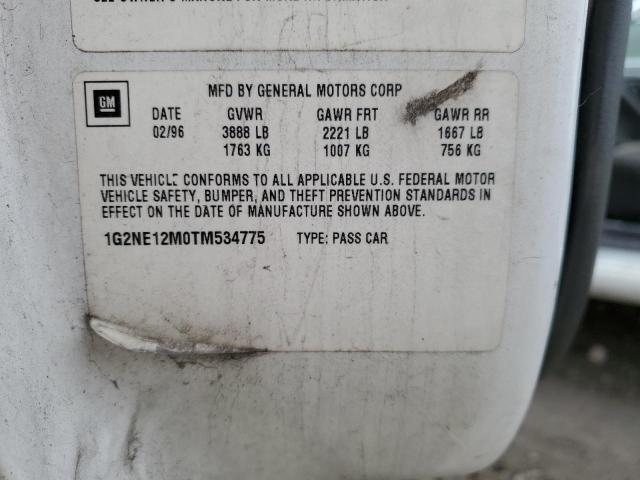 GM
MFD BY GENERAL MOTORS CORP
DATE GVWR GAWR FRT GAWR RR
02/96 3888 LB 2221 LB 1667 LB
1763 KG 1007 KG 756 KG
THIS VEHICLE CONFORMS TO ALL APPLICABLE U.S. FEDERAL MOTOR
VEHICLE SAFETY, BUMPER, AND THEFT PREVENTION STANDARDS IN
EFFECT ON THE DATE OF MANUFACTURE SHOWN ABOVE.
1G2NE12M0TM534775 TYPE: PASS CAR